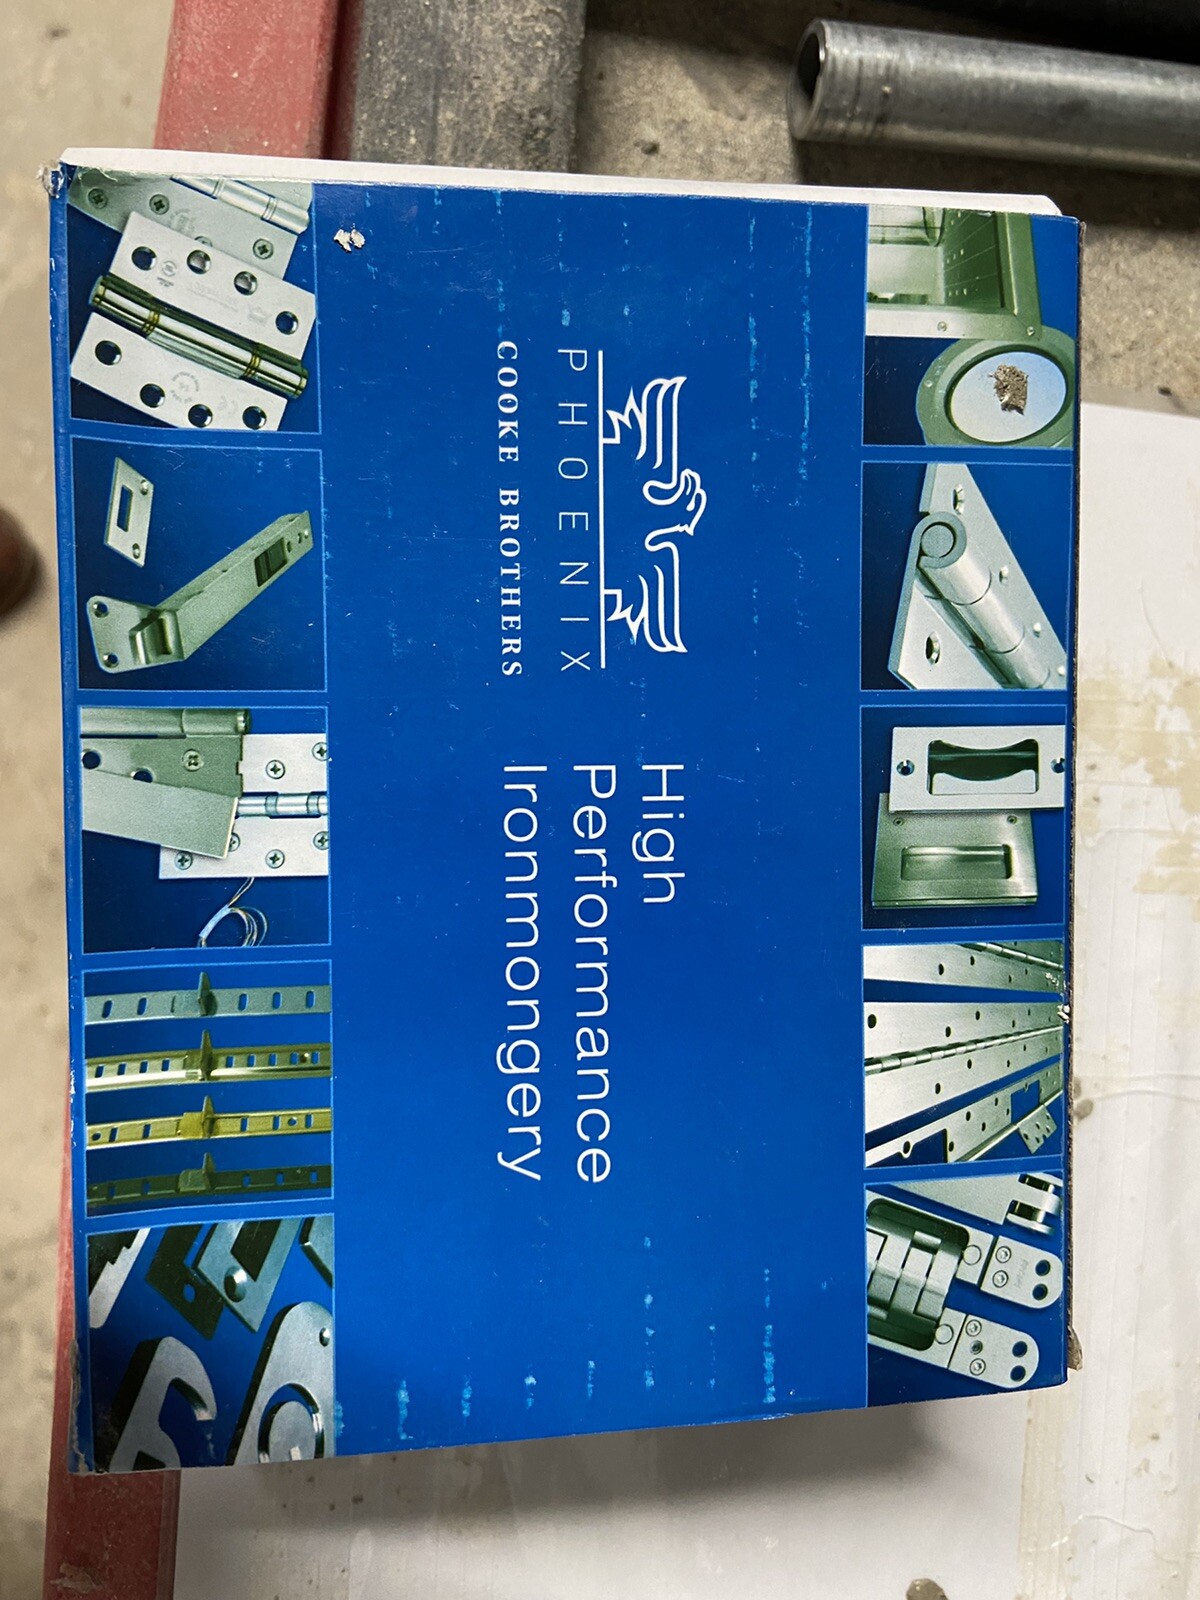 PHOENIX
COOKE BROTHERS
High
Performance
Ironmongery